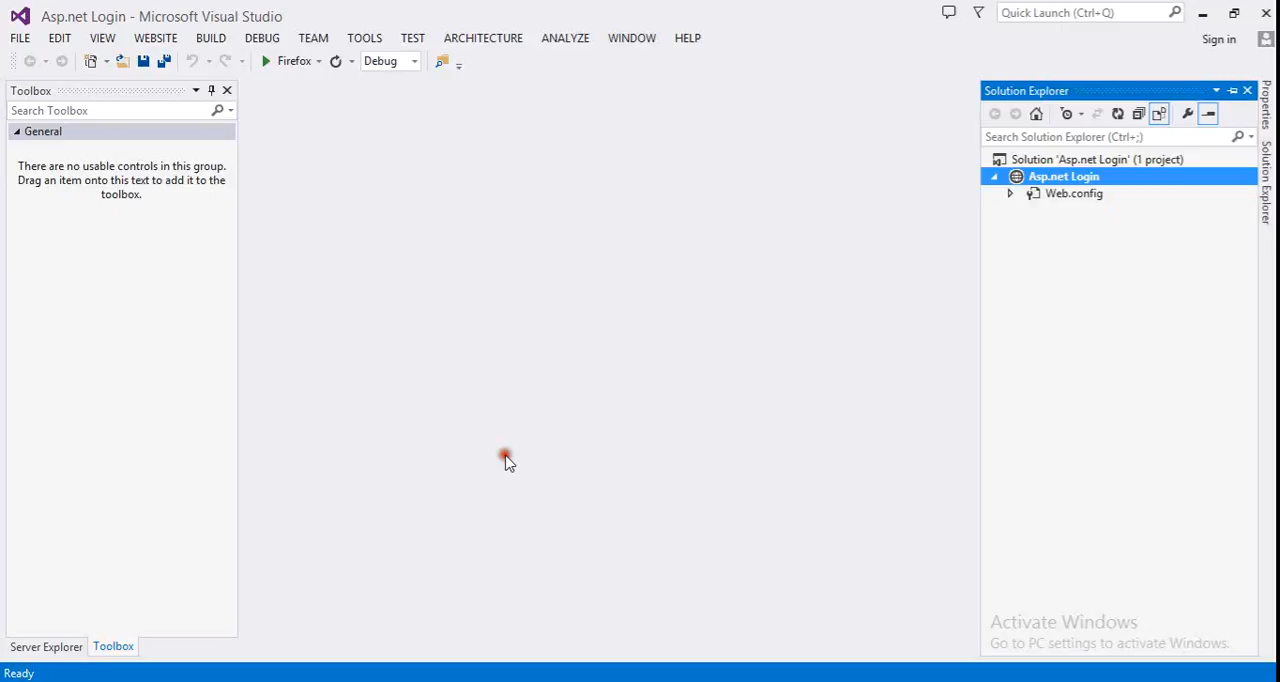 Asp.net Login - Microsoft Visual Studio
Quick Launch (Ctrl+Q)
FILE EDIT VIEW WEBSITE BUILD DEBUG TEAM TOOLS TEST ARCHITECTURE ANALYZE WINDOW HELP
Sign in
Firefox Debug
Toolbox
Search Toolbox
General
There are no usable controls in this group.
Drag an item onto this text to add it to the
toolbox.
Server Explorer Toolbox
Solution Explorer
Search Solution Explorer (Ctrl+;)
Solution 'Asp.net Login' (1 project)
Asp.net Login
Web.config
Properties
Solution Explorer
Activate Windows
Go to PC settings to activate Windows.
Ready